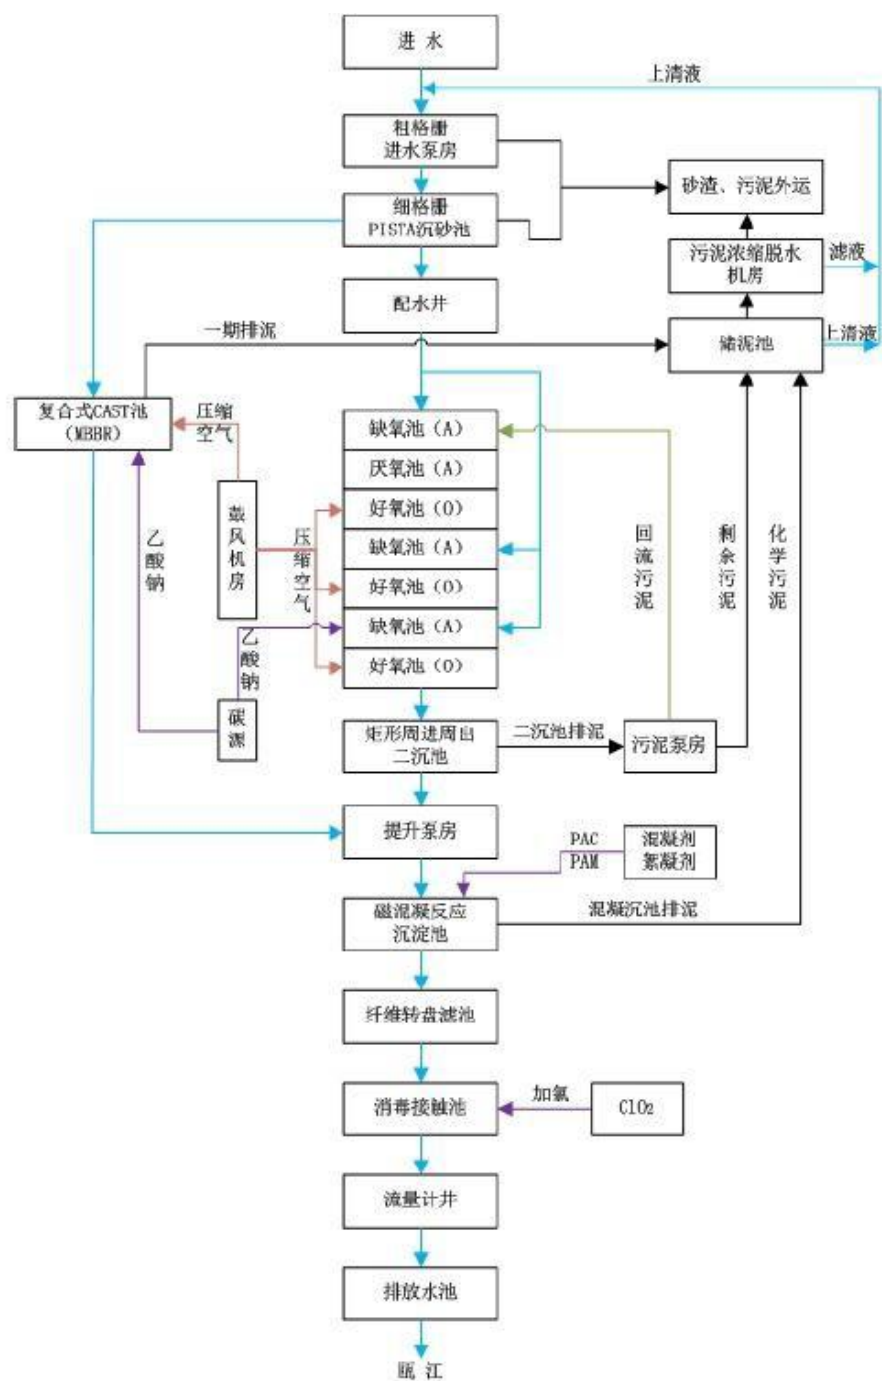 进 水
上清液
粗格栅
进水泵房
砂渣、污泥外运
细格栅
PISTA沉砂池
污泥浓缩脱水
机房
滤液
配水井
一期排泥
储泥池
上清液
复合式CAST池
(MBBR)
压缩
空气
缺氧池(A)
厌氧池(A)
好氧池(O)
缺氧池(A)
好氧池(O)
缺氧池(A)
好氧池(O)
乙酸钠
鼓风机房
压缩空气
回流污泥
剩余污泥
化学污泥
乙酸钠
碳源
矩形周进周出
二沉池
二沉池排泥
污泥泵房
提升泵房
PAC
PAM
混凝剂
絮凝剂
磁混凝反应
沉淀池
混凝沉池排泥
纤维转盘滤池
消毒接触池
加氯
ClO₂
流量计井
排放水池
瓯 江